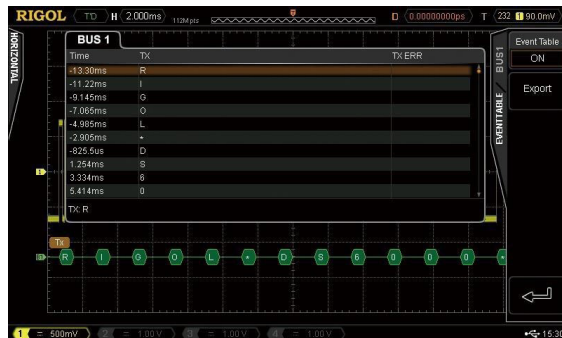 RIGOL TD H 2.000ms 112M pts D 0.00000000ps T 232 1 90.0mV
HORIZONTAL
BUS 1
Time TX TX ERR
-13.30ms R
-11.22ms I
-9.145ms G
-7.065ms O
-4.985ms L
-2.905ms *
-825.5us D
1.254ms S
3.334ms 6
5.414ms 0
TX: R
BUS1
EVENTTABLE
Event Table
ON
Export
Tx
R I G O L * D S 6 0 0 0 *
1 = 500mV 2 = 1.00V 3 = 1.00V 4 = 1.00V 15:30